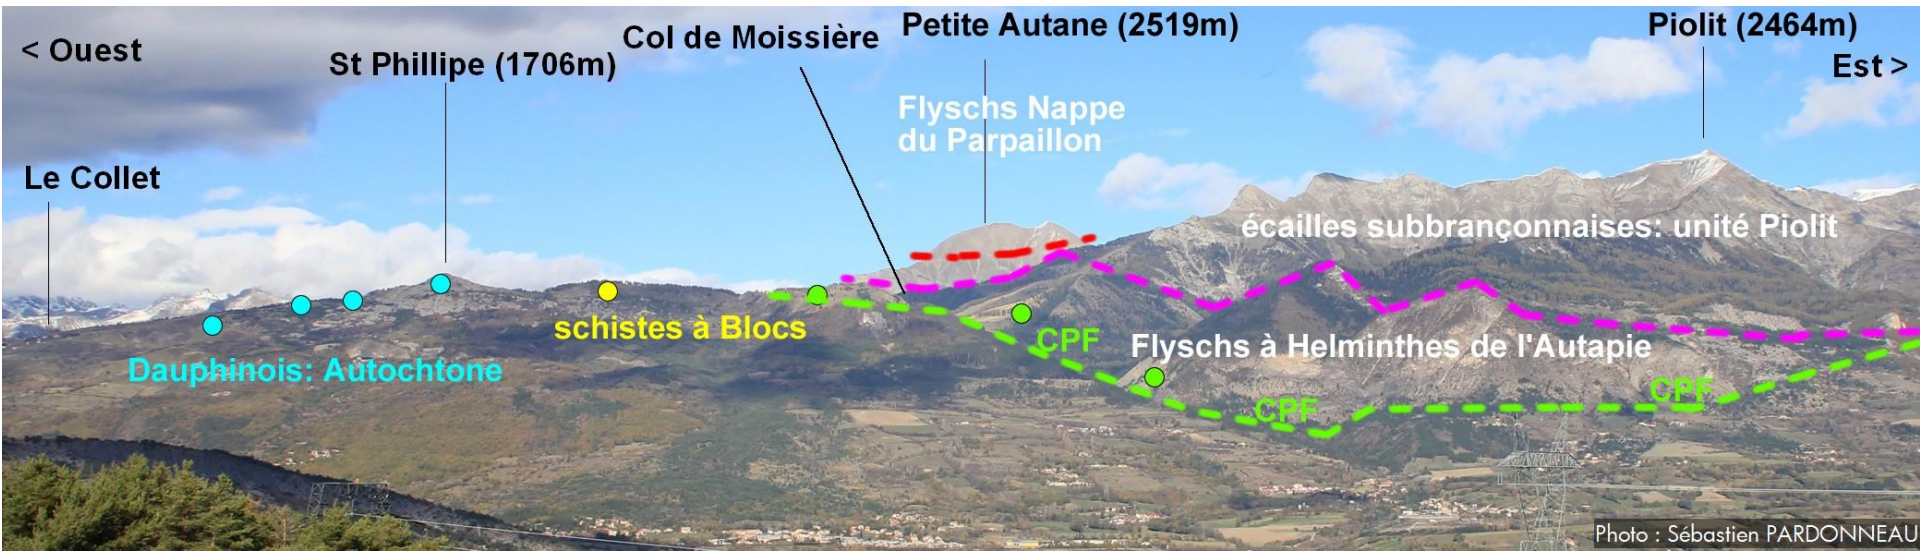 < Ouest
St Phillipe (1706m)
Col de Moissière
Petite Autane (2519m)
Piolit (2464m)
Est >
Le Collet
Flyschs Nappe
du Parpaillon
écailles subbrançonnaises: unité Piolit
schistes à Blocs
CPF
Flyschs à Helminthes de l'Autapie
Dauphinois: Autochtone
CPF
CPF
Photo : Sébastien PARDONNEAU